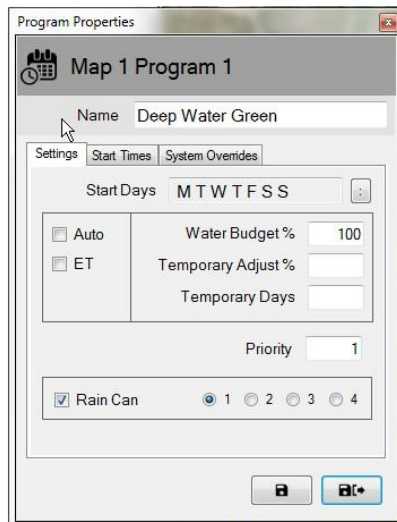 Program Properties
Map 1 Program 1
Name Deep Water Green
Settings Start Times System Overrides
Start Days M T W T F S S :
Auto Water Budget % 100
ET Temporary Adjust %
Temporary Days
Priority 1
Rain Can 1 2 3 4